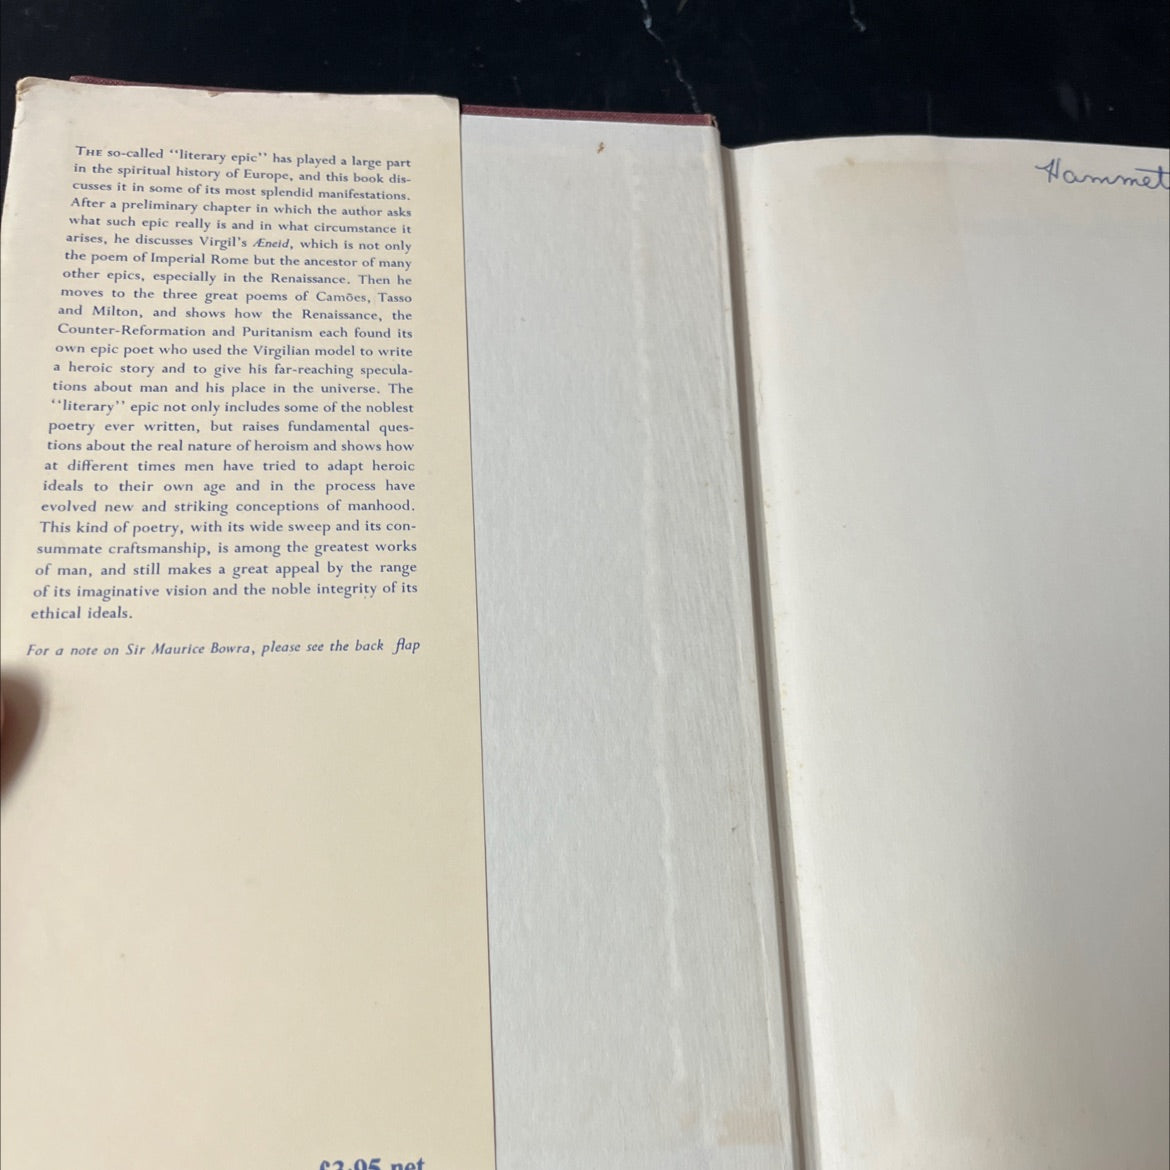 THE so-called “literary epic” has played a large part
in the spiritual history of Europe, and this book dis-
cusses it in some of its most splendid manifestations.
After a preliminary chapter in which the author asks
what such epic really is and in what circumstance it
arises, he discusses Virgil’s Æneid, which is not only
the poem of Imperial Rome but the ancestor of many
other epics, especially in the Renaissance. Then he
moves to the three great poems of Camões, Tasso
and Milton, and shows how the Renaissance, the
Counter-Reformation and Puritanism each found its
own epic poet who used the Virgilian model to write
a heroic story and to give his far-reaching specula-
tions about man and his place in the universe. The
“literary” epic not only includes some of the noblest
poetry ever written, but raises fundamental ques-
tions about the real nature of heroism and shows how
at different times men have tried to adapt heroic
ideals to their own age and in the process have
evolved new and striking conceptions of manhood.
This kind of poetry, with its wide sweep and its con-
summate craftsmanship, is among the greatest works
of man, and still makes a great appeal by the range
of its imaginative vision and the noble integrity of its
ethical ideals.
For a note on Sir Maurice Bowra, please see the back flap
£2.95 net
Hammet